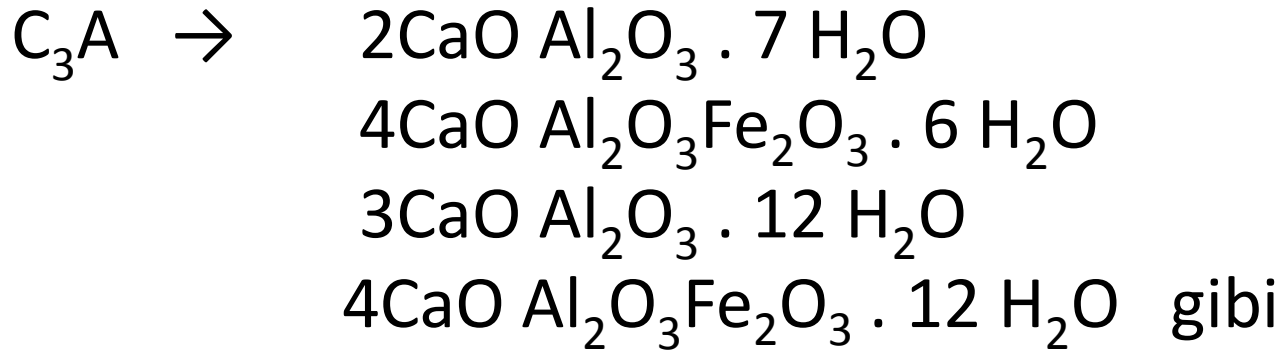 C₃A → 2CaO Al₂O₃ . 7 H₂O
4CaO Al₂O₃Fe₂O₃ . 6 H₂O
3CaO Al₂O₃ . 12 H₂O
4CaO Al₂O₃Fe₂O₃ . 12 H₂O gibi